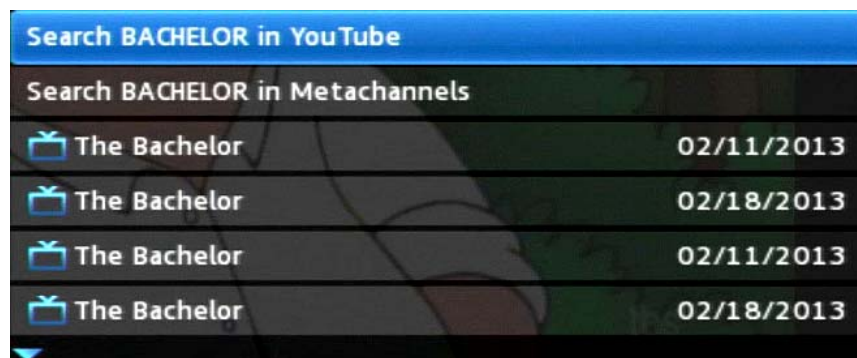 Search BACHELOR in YouTube
Search BACHELOR in Metachannels
The Bachelor 02/11/2013
The Bachelor 02/18/2013
The Bachelor 02/11/2013
The Bachelor 02/18/2013
tbs